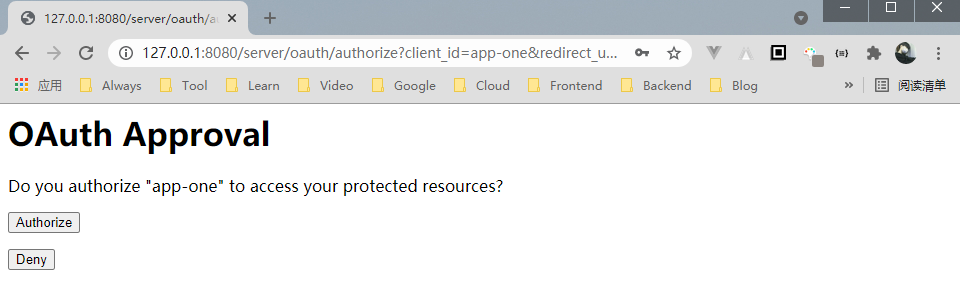 127.0.0.1:8080/server/oauth/a
127.0.0.1:8080/server/oauth/authorize?client_id=app-one&redirect_u...
应用 Always Tool Learn Video Google Cloud Frontend Backend Blog » 阅读清单
OAuth Approval
Do you authorize "app-one" to access your protected resources?
Authorize
Deny